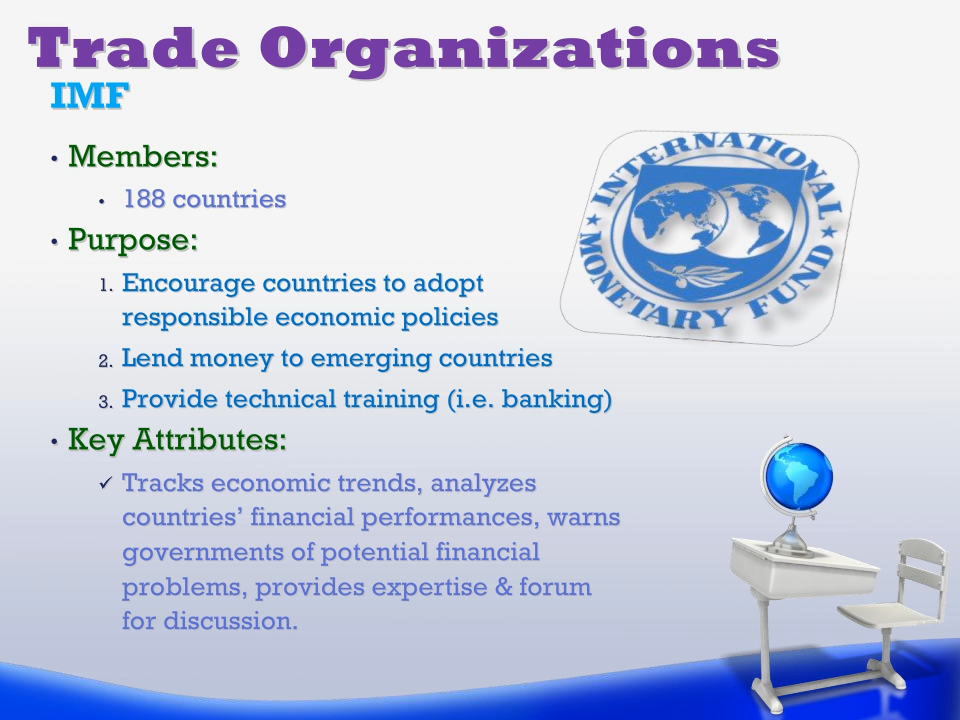 Trade Organizations
IMF
• Members:
• 188 countries
• Purpose:
1. Encourage countries to adopt
responsible economic policies
2. Lend money to emerging countries
3. Provide technical training (i.e. banking)
• Key Attributes:
✓ Tracks economic trends, analyzes
countries’ financial performances, warns
governments of potential financial
problems, provides expertise & forum
for discussion.
INTERNATIONAL
MONETARY FUND